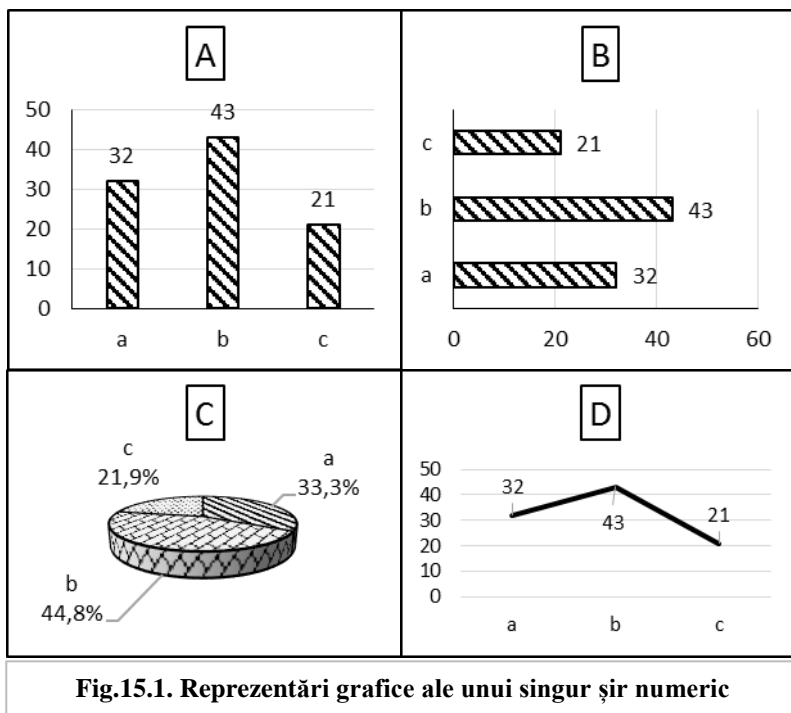 A
50
40
30
20
10
0
32
43
21
a b c
B
c 21
b 43
a 32
0 20 40 60
C
c
21,9%
a
33,3%
b
44,8%
D
50
40
30
20
10
0
32
43
21
a b c
Fig.15.1. Reprezentări grafice ale unui singur șir numeric